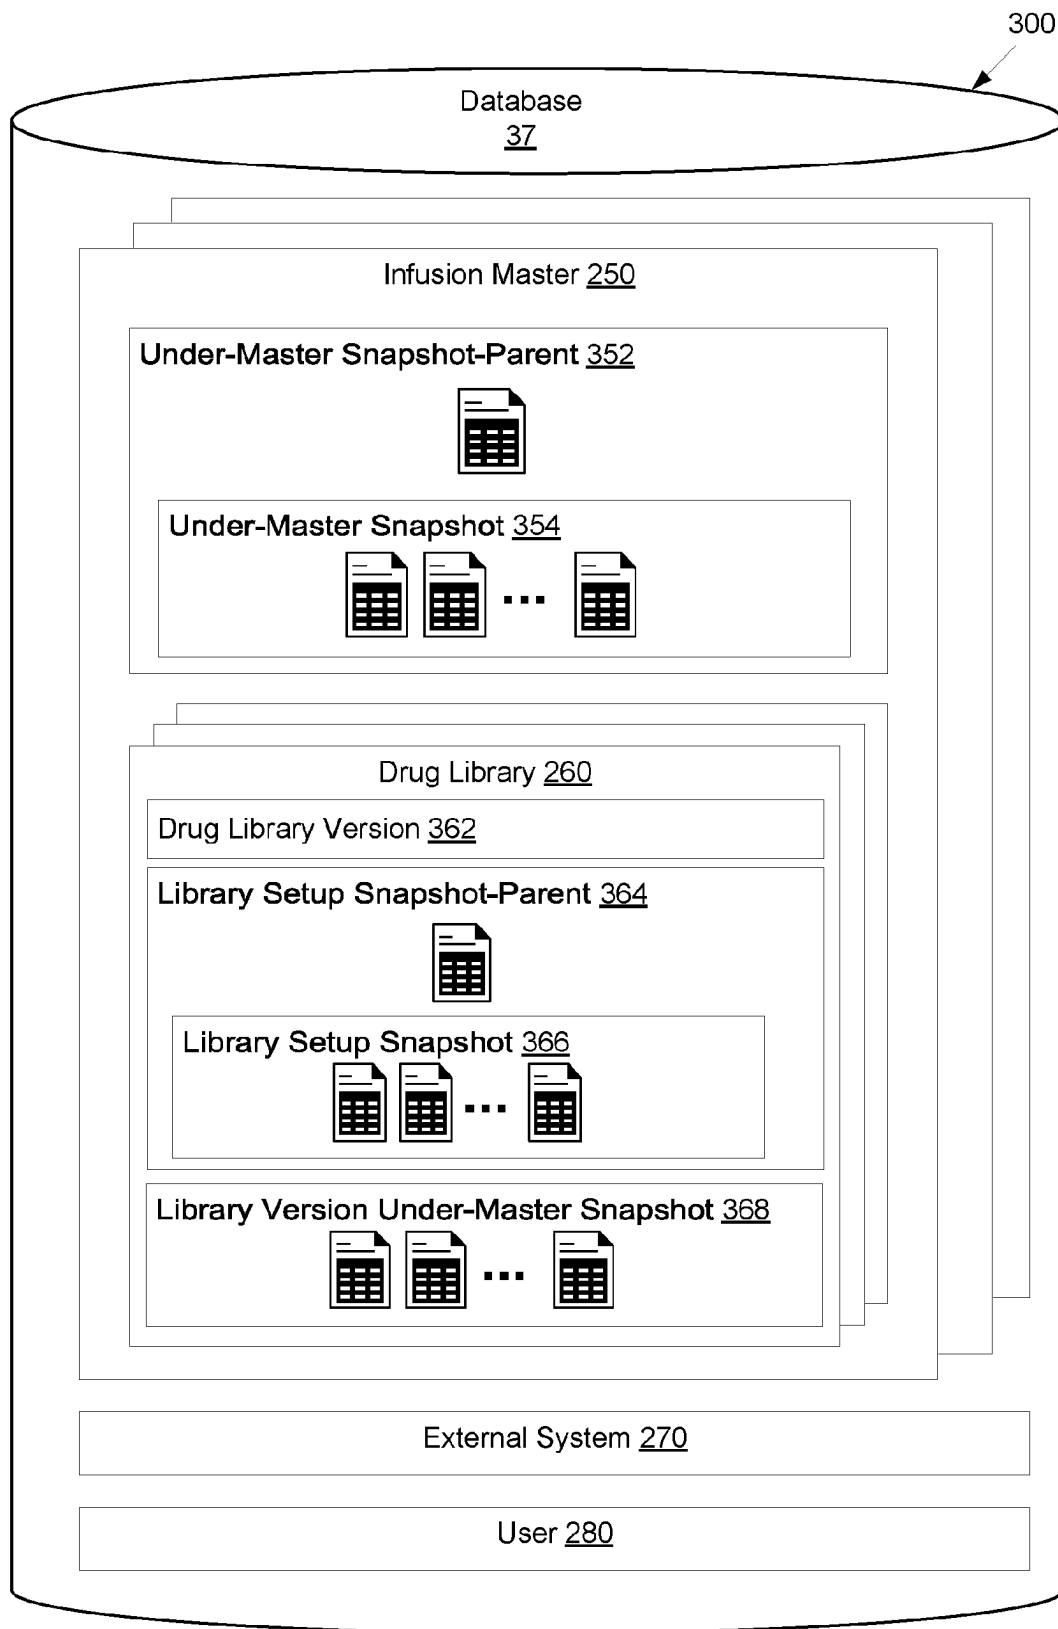 300
Database
37
Infusion Master 250
Under-Master Snapshot-Parent 352
Under-Master Snapshot 354
...
Drug Library 260
Drug Library Version 362
Library Setup Snapshot-Parent 364
Library Setup Snapshot 366
...
Library Version Under-Master Snapshot 368
...
External System 270
User 280